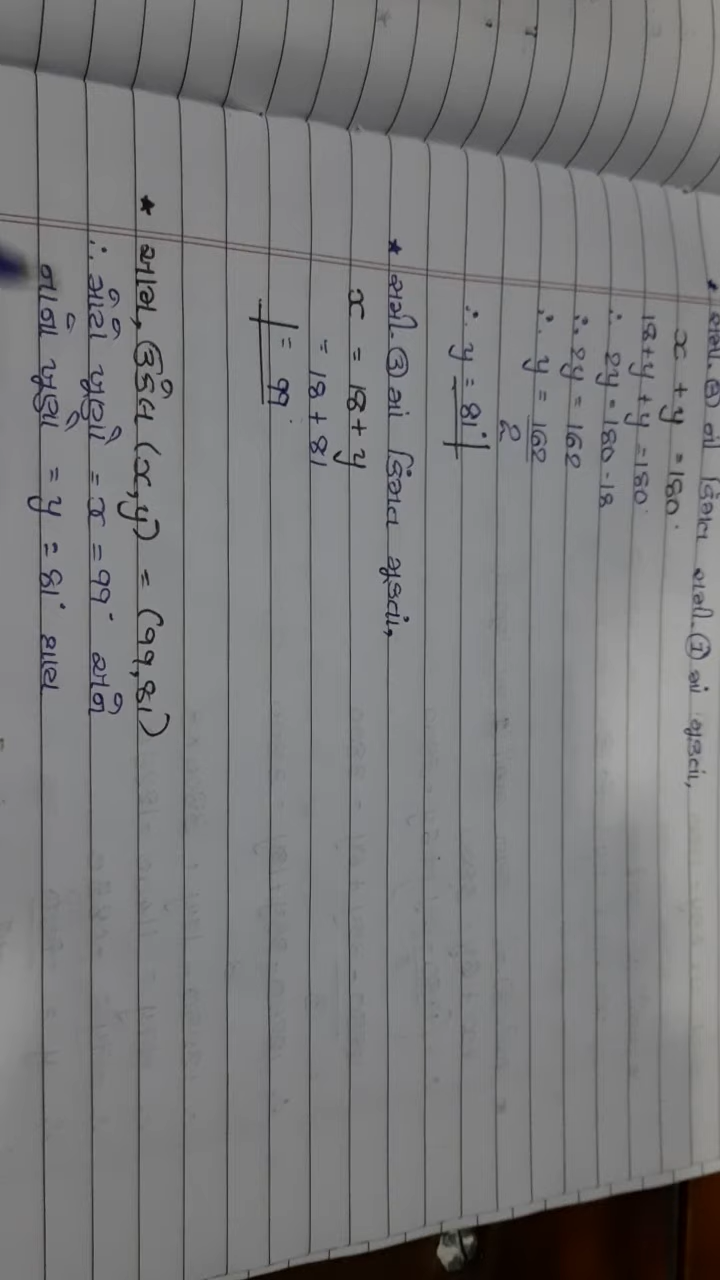 * સમી. ③ ની કિંમત સમી. ① માં મૂકતા,
x + y = 180°
18 + y + y = 180°
∴ 2y = 180 - 18
∴ 2y = 162
∴ y = 162/2
∴ y = 81°
* સમી. ③ માં કિંમત મૂકતાં,
x = 18 + y
= 18 + 81
= 99°
* આમ, ઉકેલ (x, y) = (99, 81)
∴ મોટો ખૂણો = x = 99° અને
નાનો ખૂણો = y = 81° થાય